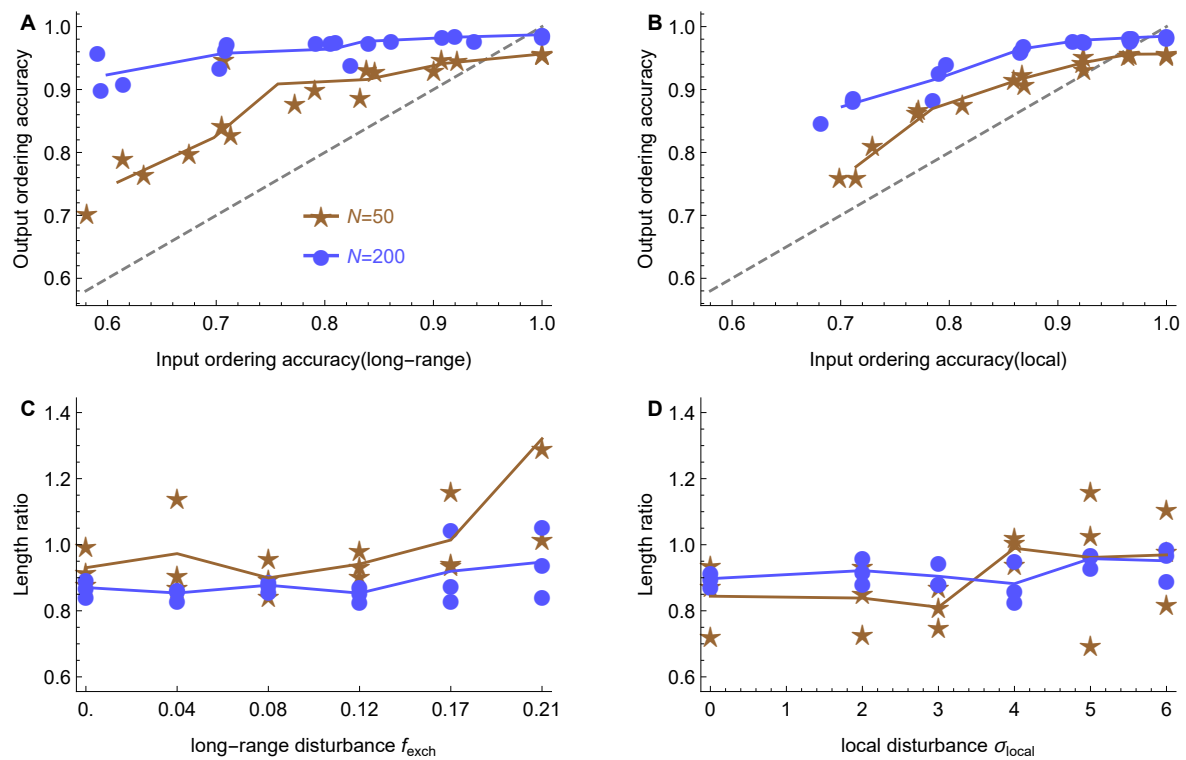 A
Output ordering accuracy
1.0
0.9
0.8
0.7
0.6
N=50
N=200
0.6 0.7 0.8 0.9 1.0
Input ordering accuracy(long−range)
B
Output ordering accuracy
1.0
0.9
0.8
0.7
0.6
0.6 0.7 0.8 0.9 1.0
Input ordering accuracy(local)
C
Length ratio
1.4
1.2
1.0
0.8
0.6
0. 0.04 0.08 0.12 0.17 0.21
long−range disturbance fexch
D
Length ratio
1.4
1.2
1.0
0.8
0.6
0 1 2 3 4 5 6
local disturbance σlocal